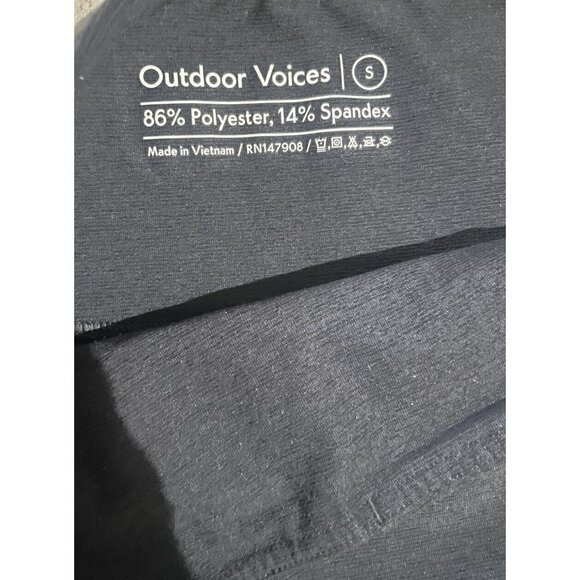 Outdoor Voices | S
86% Polyester, 14% Spandex
Made in Vietnam / RN147908 /